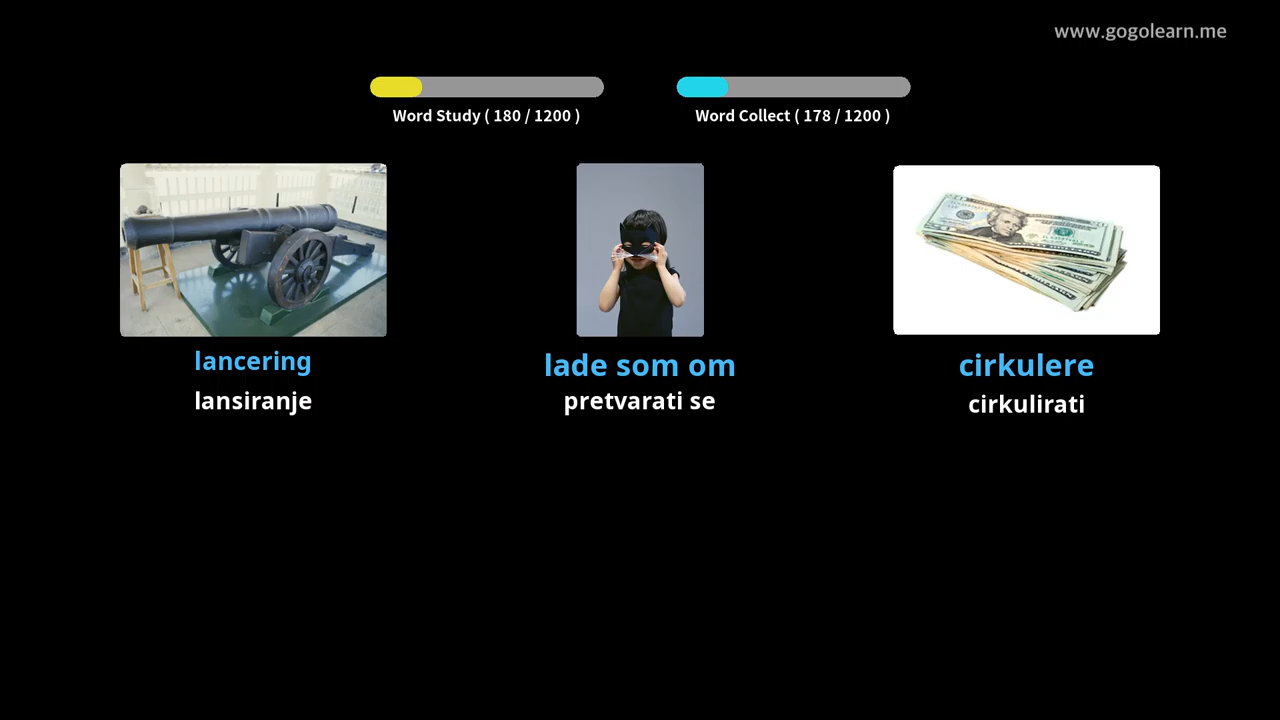 www.gogolearn.me
Word Study ( 180 / 1200 )
Word Collect ( 178 / 1200 )
lancering
lansiranje
lade som om
pretvarati se
cirkulere
cirkulirati